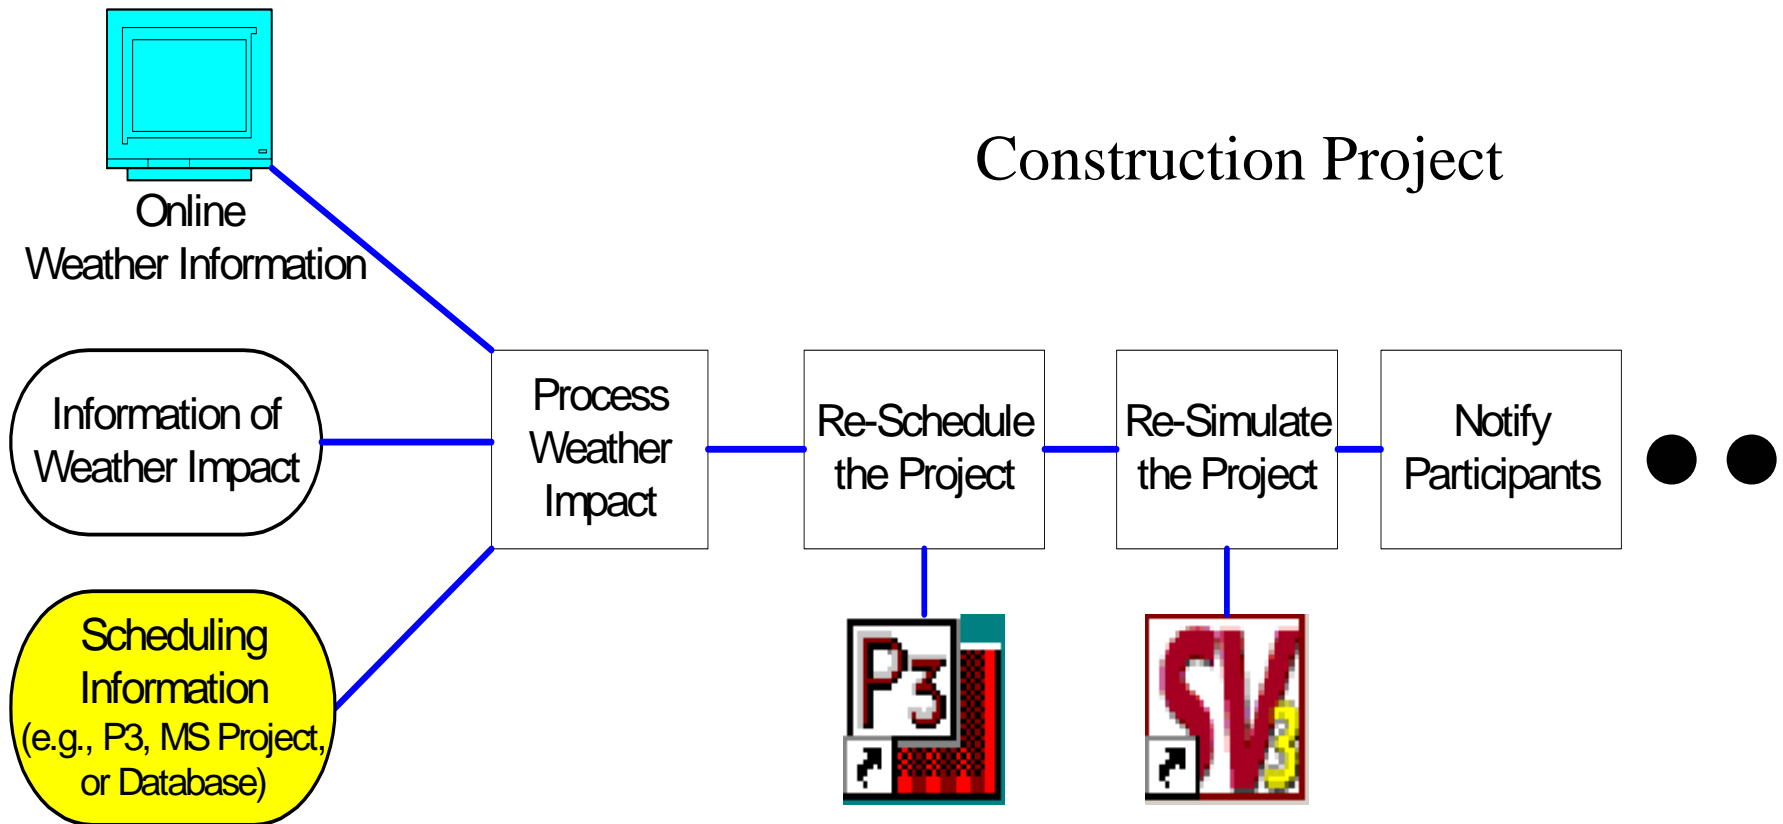 Construction Project
Online
Weather Information
Information of
Weather Impact
Scheduling
Information
(e.g., P3, MS Project,
or Database)
Process
Weather
Impact
Re-Schedule
the Project
Re-Simulate
the Project
Notify
Participants
P3
SV3